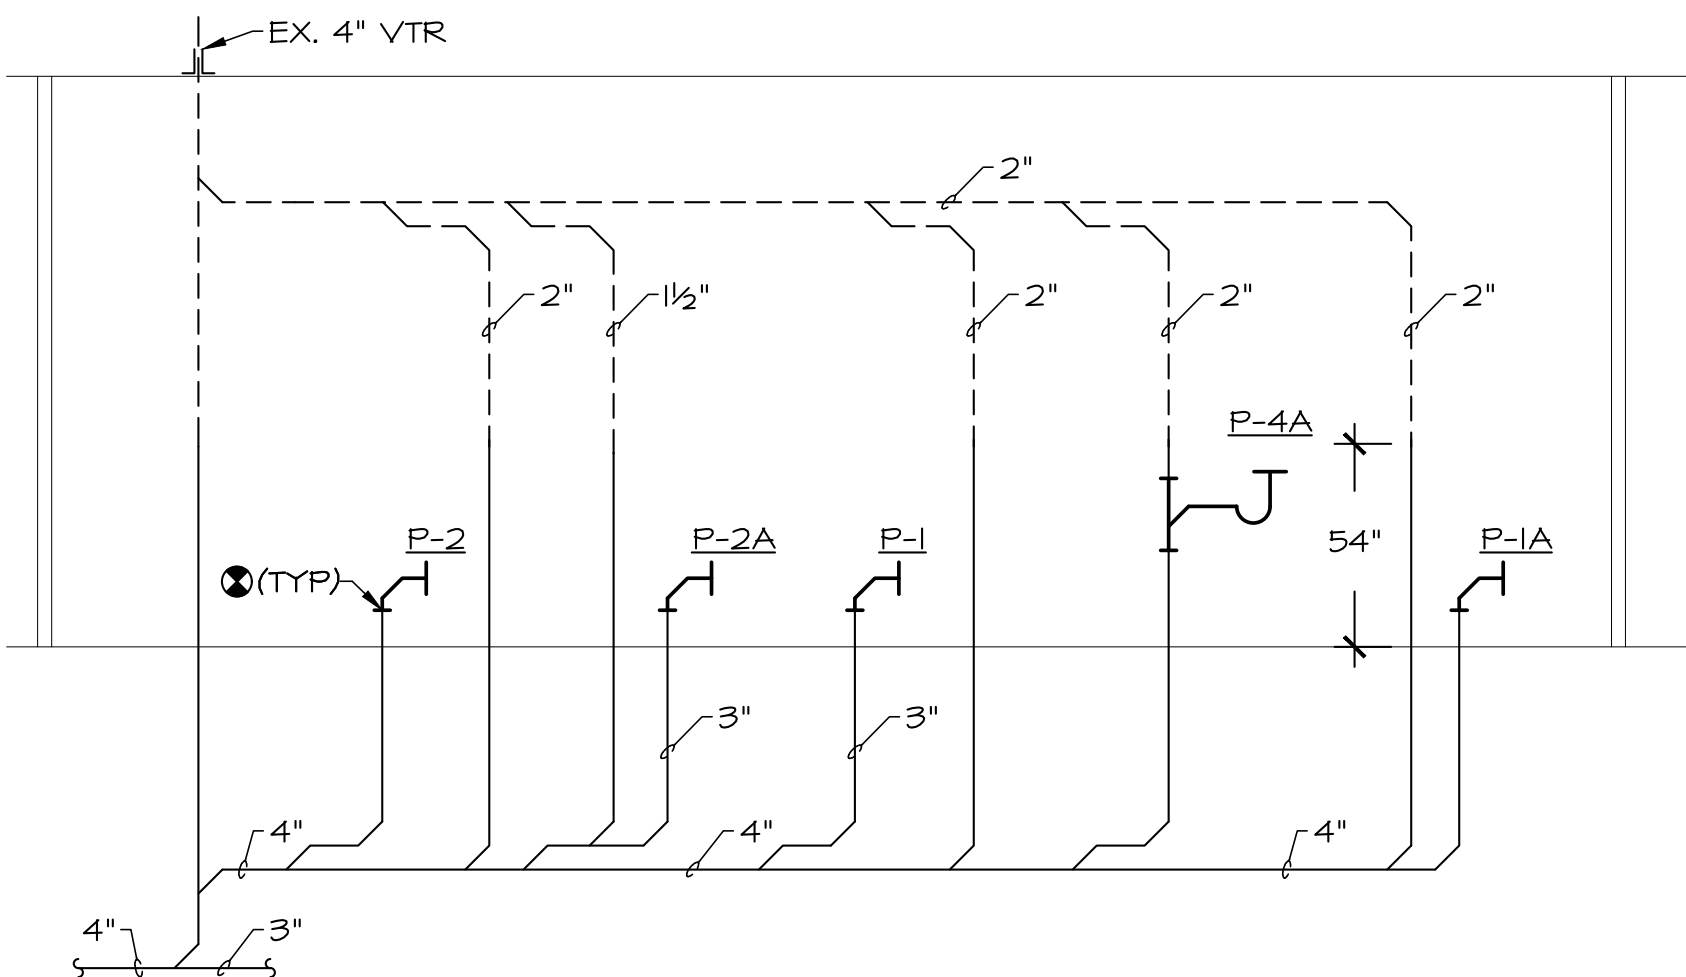 EX. 4" VTR
2"
2"
1½"
2"
2"
2"
P-4A
P-2
P-2A
P-1
54"
P-1A
(TYP)
3"
3"
4"
4"
4"
4"
3"